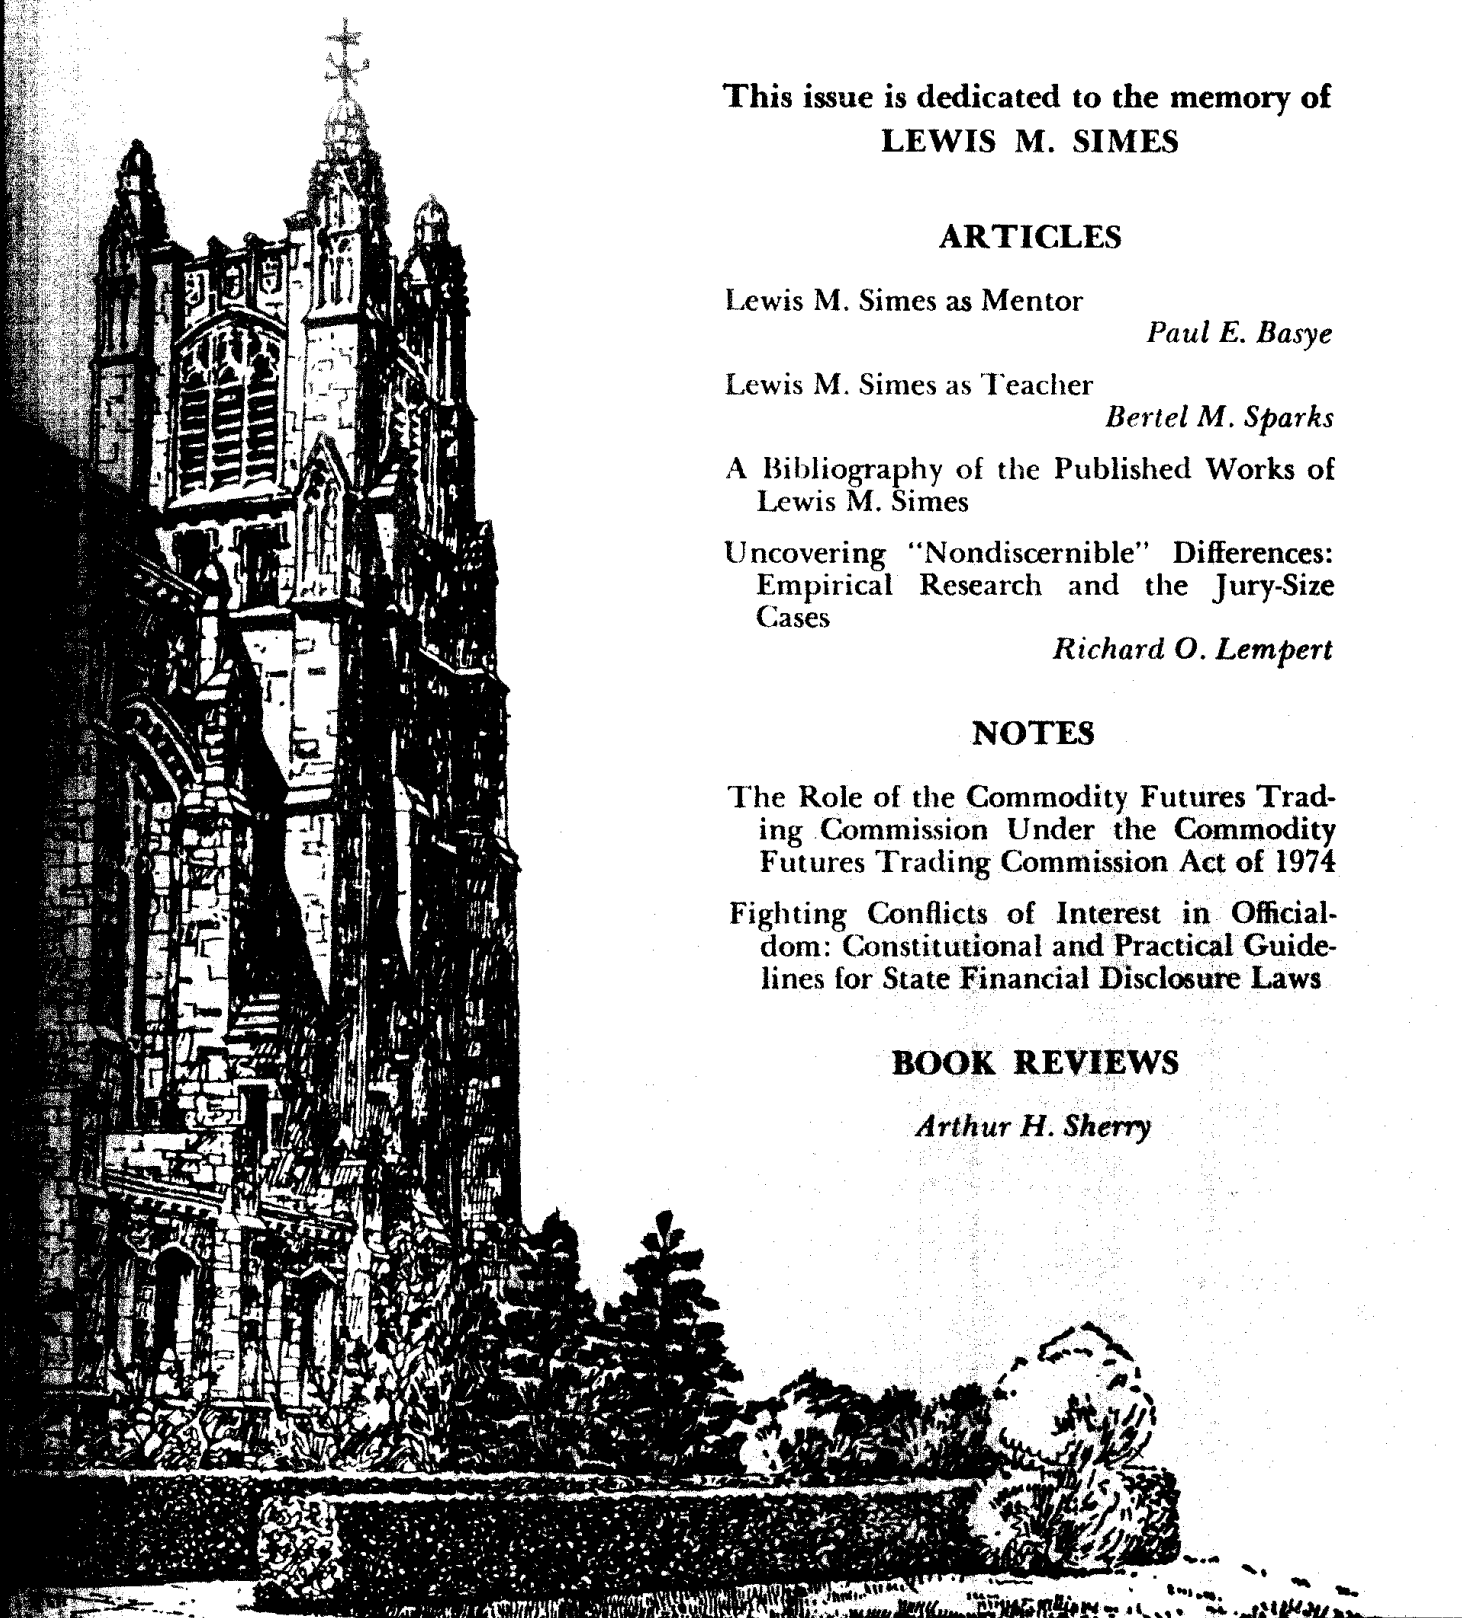 This issue is dedicated to the memory of
LEWIS M. SIMES
ARTICLES
Lewis M. Simes as Mentor
Paul E. Basye
Lewis M. Simes as Teacher
Bertel M. Sparks
A Bibliography of the Published Works of
Lewis M. Simes
Uncovering “Nondiscernible” Differences:
Empirical Research and the Jury-Size
Cases
Richard O. Lempert
NOTES
The Role of the Commodity Futures Trad-
ing Commission Under the Commodity
Futures Trading Commission Act of 1974
Fighting Conflicts of Interest in Official-
dom: Constitutional and Practical Guide-
lines for State Financial Disclosure Laws
BOOK REVIEWS
Arthur H. Sherry